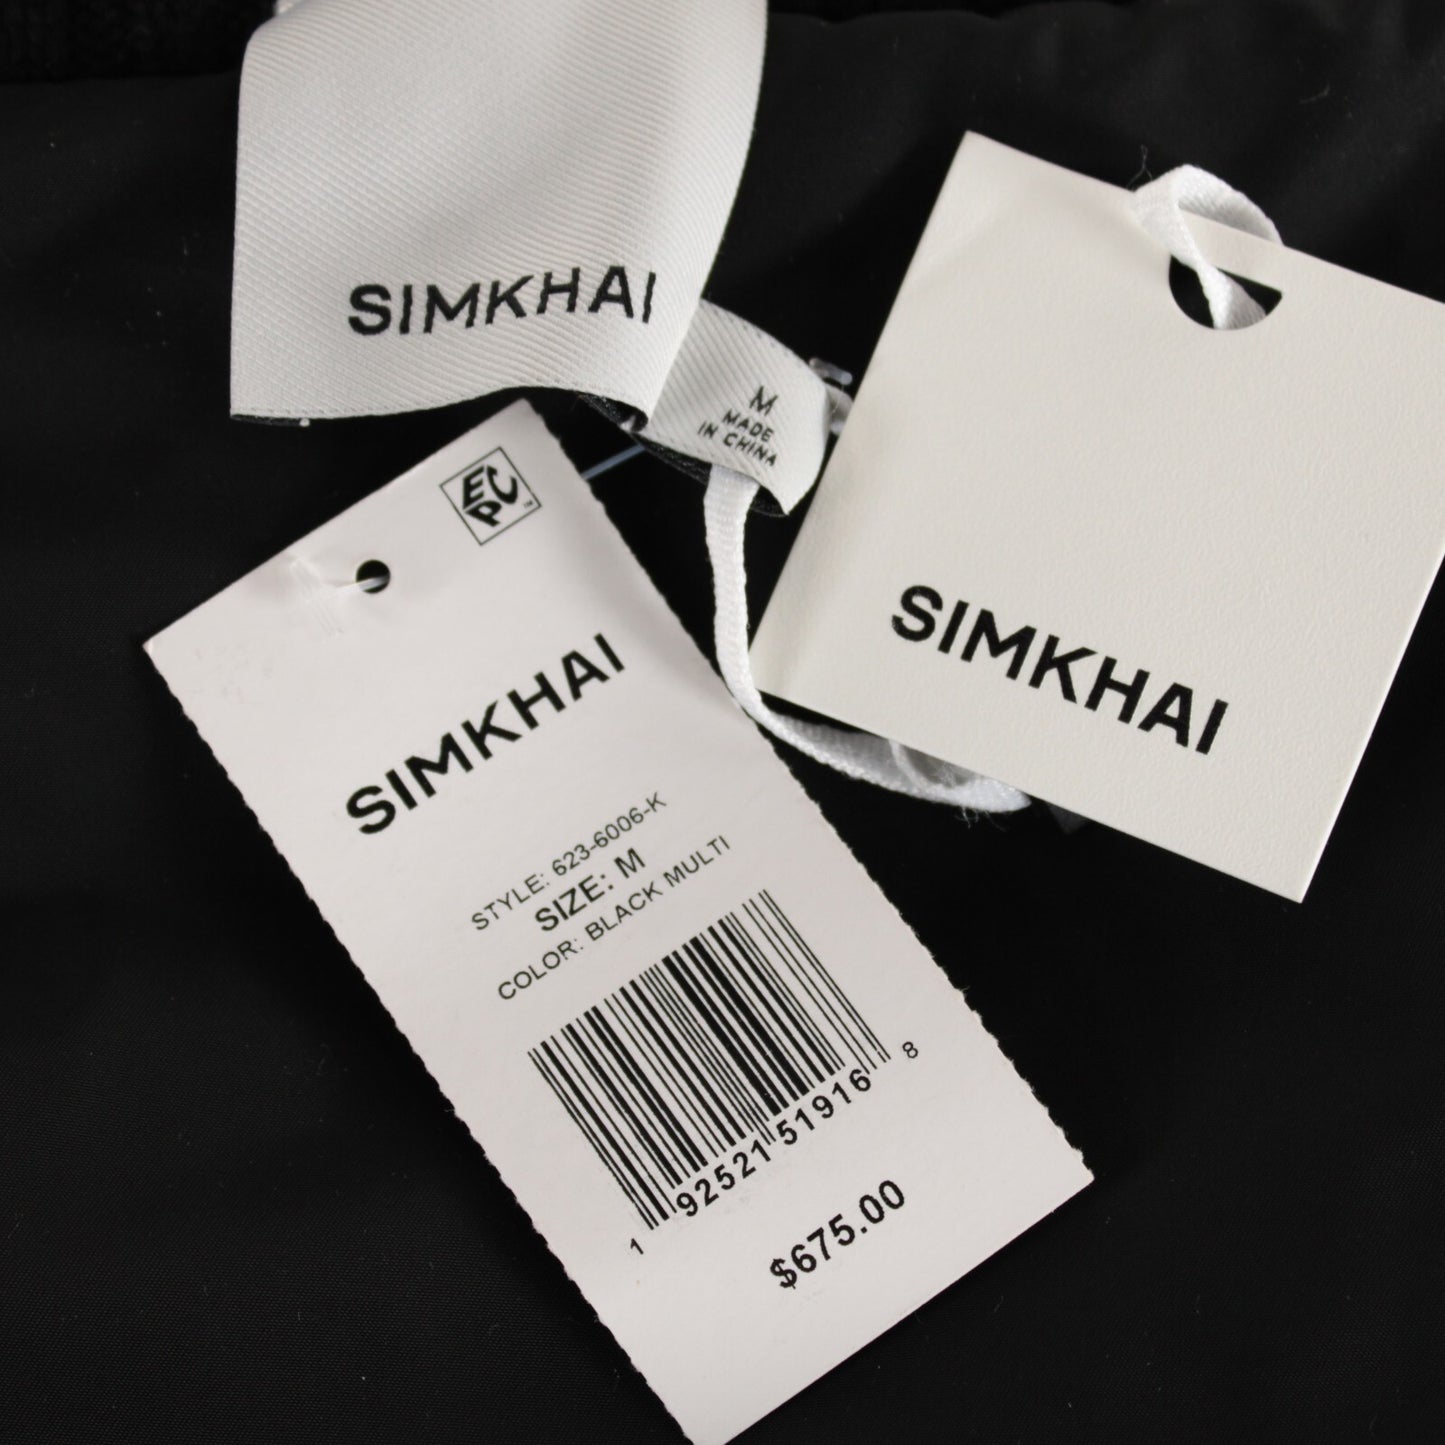 SIMKHAI
M
MADE
IN CHINA
SIMKHAI
EPC™
SIMKHAI
STYLE: 623-6006-K
SIZE: M
COLOR: BLACK MULTI
1 92521 51916 8
$675.00